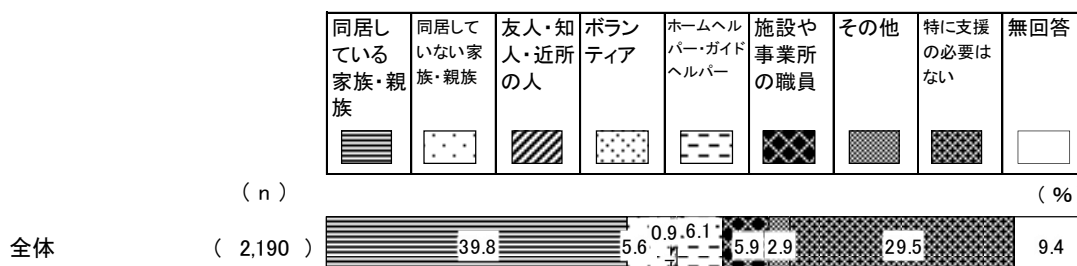 同居している家族・親族
同居していない家族・親族
友人・知人・近所の人
ボランティア
ホームヘルパー・ガイドヘルパー
施設や事業所の職員
その他
特に支援の必要はない
無回答
（ｎ）
（％
全体
（ 2,190 ）
39.8
5.6
0.9
6.1
5.9
2.9
29.5
9.4